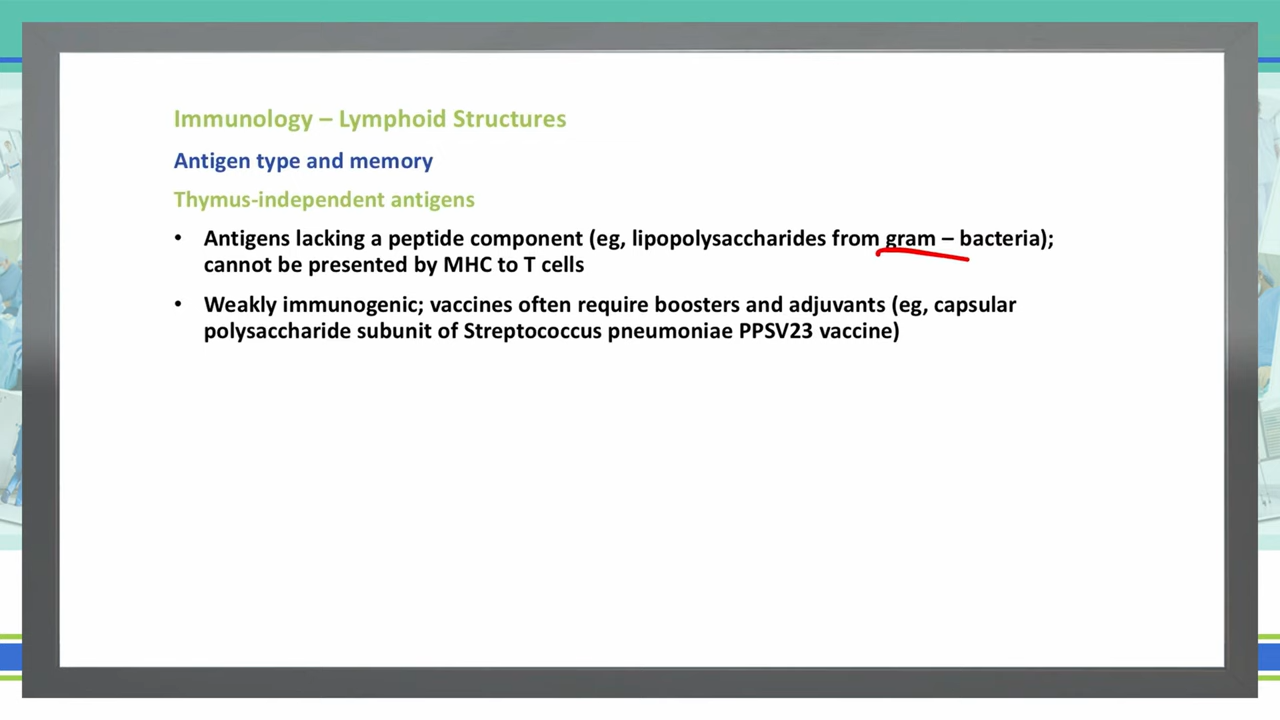 Immunology – Lymphoid Structures
Antigen type and memory
Thymus-independent antigens
• Antigens lacking a peptide component (eg, lipopolysaccharides from gram – bacteria);
cannot be presented by MHC to T cells
• Weakly immunogenic; vaccines often require boosters and adjuvants (eg, capsular
polysaccharide subunit of Streptococcus pneumoniae PPSV23 vaccine)